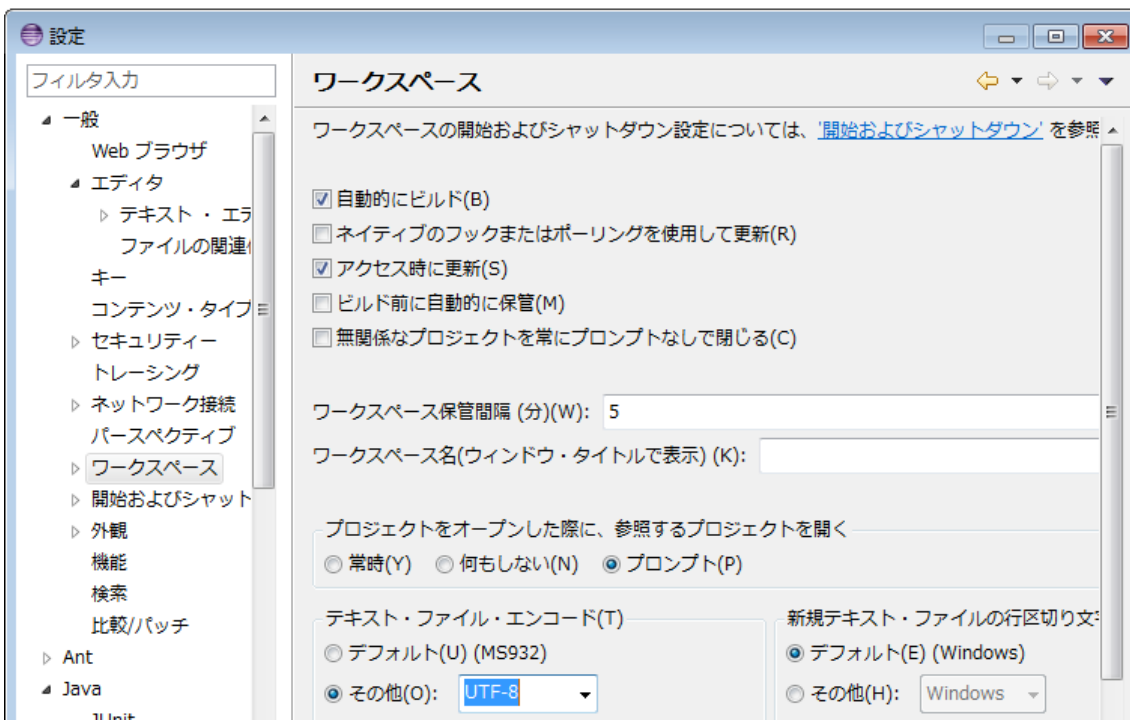 設定
フィルタ入力
一般
Web ブラウザ
エディタ
テキスト ・ エデ
ファイルの関連
キー
コンテンツ・タイプ
セキュリティー
トレーシング
ネットワーク接続
パースペクティブ
ワークスペース
開始およびシャット
外観
機能
検索
比較/パッチ
Ant
Java
JUnit
ワークスペース
ワークスペースの開始およびシャットダウン設定については、'開始およびシャットダウン' を参照
自動的にビルド(B)
ネイティブのフックまたはポーリングを使用して更新(R)
アクセス時に更新(S)
ビルド前に自動的に保管(M)
無関係なプロジェクトを常にプロンプトなしで閉じる(C)
ワークスペース保管間隔 (分)(W): 5
ワークスペース名(ウィンドウ・タイトルで表示) (K):
プロジェクトをオープンした際に、参照するプロジェクトを開く
常時(Y) 何もしない(N) プロンプト(P)
テキスト・ファイル・エンコード(T)
デフォルト(U) (MS932)
その他(O): UTF-8
新規テキスト・ファイルの行区切り文
デフォルト(E) (Windows)
その他(H): Windows